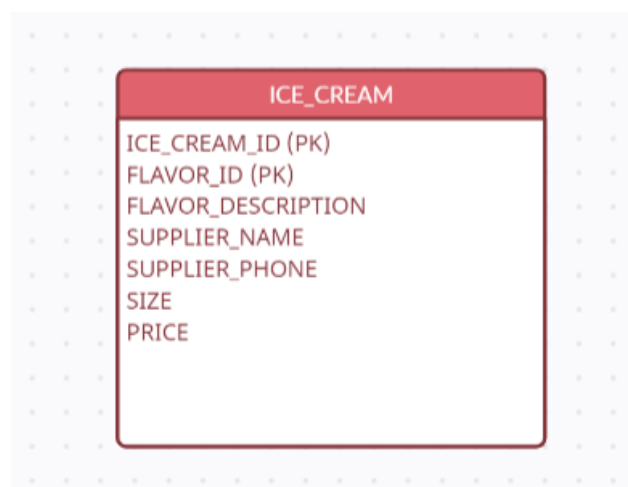 ICE_CREAM
ICE_CREAM_ID (PK)
FLAVOR_ID (PK)
FLAVOR_DESCRIPTION
SUPPLIER_NAME
SUPPLIER_PHONE
SIZE
PRICE